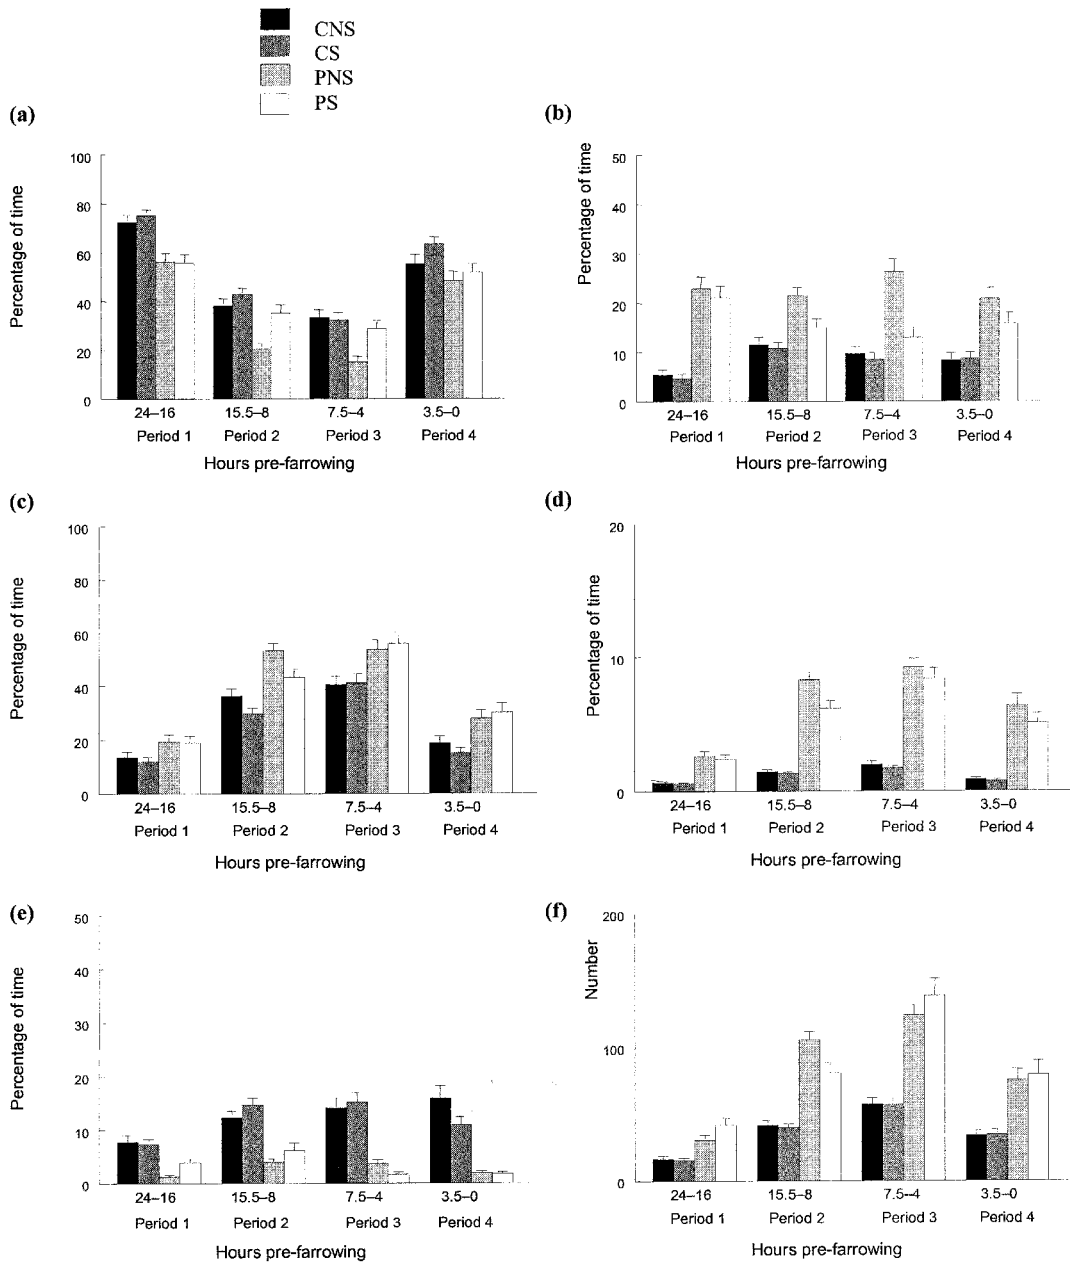 CNS
CS
PNS
PS
(a)
Percentage of time
100
80
60
40
20
0
24–16
15.5–8
7.5–4
3.5–0
Period 1
Period 2
Period 3
Period 4
Hours pre-farrowing
(b)
Percentage of time
50
40
30
20
10
0
24–16
15.5–8
7.5–4
3.5–0
Period 1
Period 2
Period 3
Period 4
Hours pre-farrowing
(c)
Percentage of time
100
80
60
40
20
0
24–16
15.5–8
7.5–4
3.5–0
Period 1
Period 2
Period 3
Period 4
Hours pre-farrowing
(d)
Percentage of time
20
10
0
24–16
15.5–8
7.5–4
3.5–0
Period 1
Period 2
Period 3
Period 4
Hours pre-farrowing
(e)
Percentage of time
50
40
30
20
10
0
24–16
15.5–8
7.5–4
3.5–0
Period 1
Period 2
Period 3
Period 4
Hours pre-farrowing
(f)
Number
200
100
0
24–16
15.5–8
7.5–4
3.5–0
Period 1
Period 2
Period 3
Period 4
Hours pre-farrowing